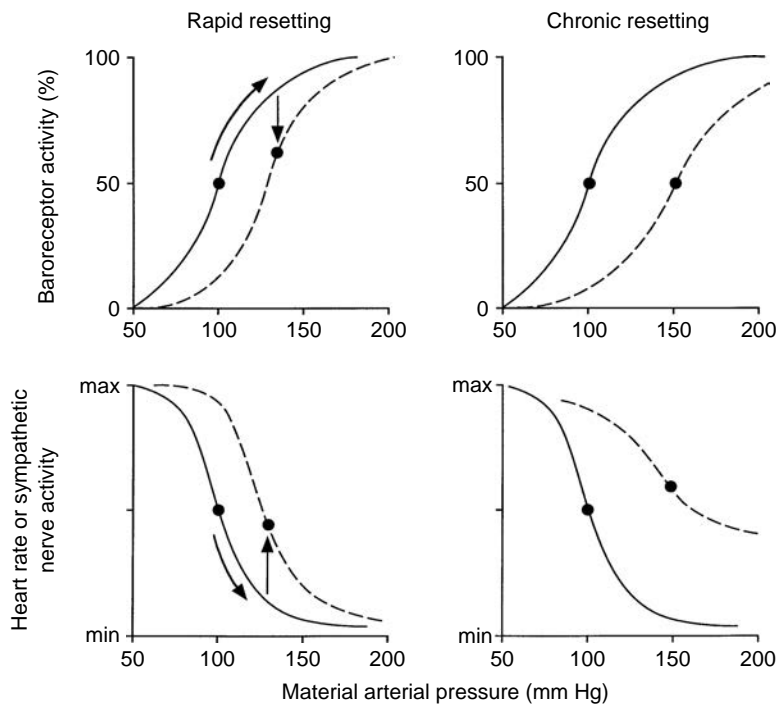 Rapid resetting
Chronic resetting
Baroreceptor activity (%)
100
50
0
50 100 150 200
100
50
0
50 100 150 200
Heart rate or sympathetic
nerve activity
max
min
50 100 150 200
max
min
50 100 150 200
Material arterial pressure (mm Hg)